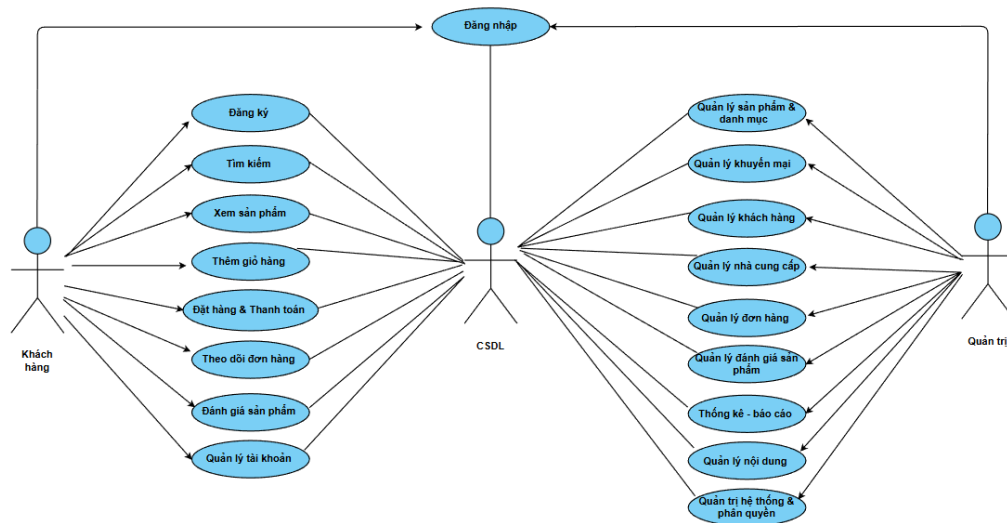 Đăng nhập
Đăng ký
Tìm kiếm
Xem sản phẩm
Thêm giỏ hàng
Đặt hàng & Thanh toán
Theo dõi đơn hàng
Đánh giá sản phẩm
Quản lý tài khoản
Khách
hàng
CSDL
Quản lý sản phẩm &
danh mục
Quản lý khuyến mại
Quản lý khách hàng
Quản lý nhà cung cấp
Quản lý đơn hàng
Quản lý đánh giá sản
phẩm
Thống kê - báo cáo
Quản lý nội dung
Quản trị hệ thống &
phân quyền
Quản trị